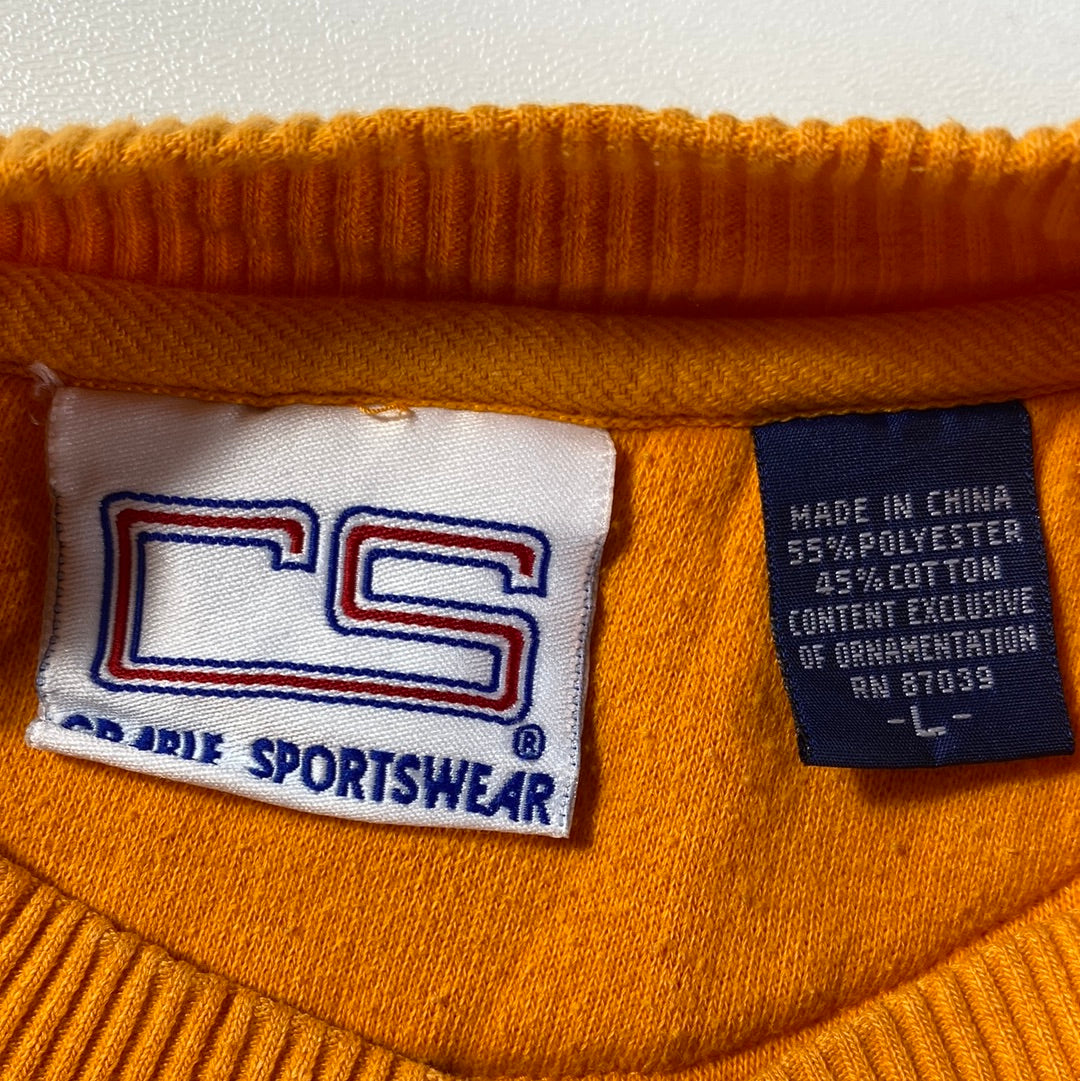 CS
®
SPORTSWEAR
MADE IN CHINA
55% POLYESTER
45% COTTON
CONTENT EXCLUSIVE
OF ORNAMENTATION
RN 87039
- L -